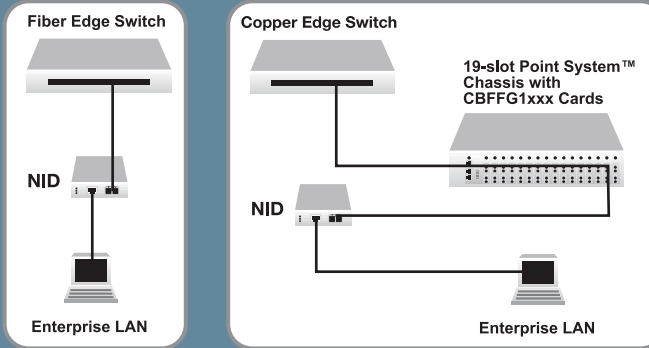 Fiber Edge Switch
NID
Enterprise LAN
Copper Edge Switch
19-slot Point System™
Chassis with
CBFFG1xxx Cards
NID
Enterprise LAN